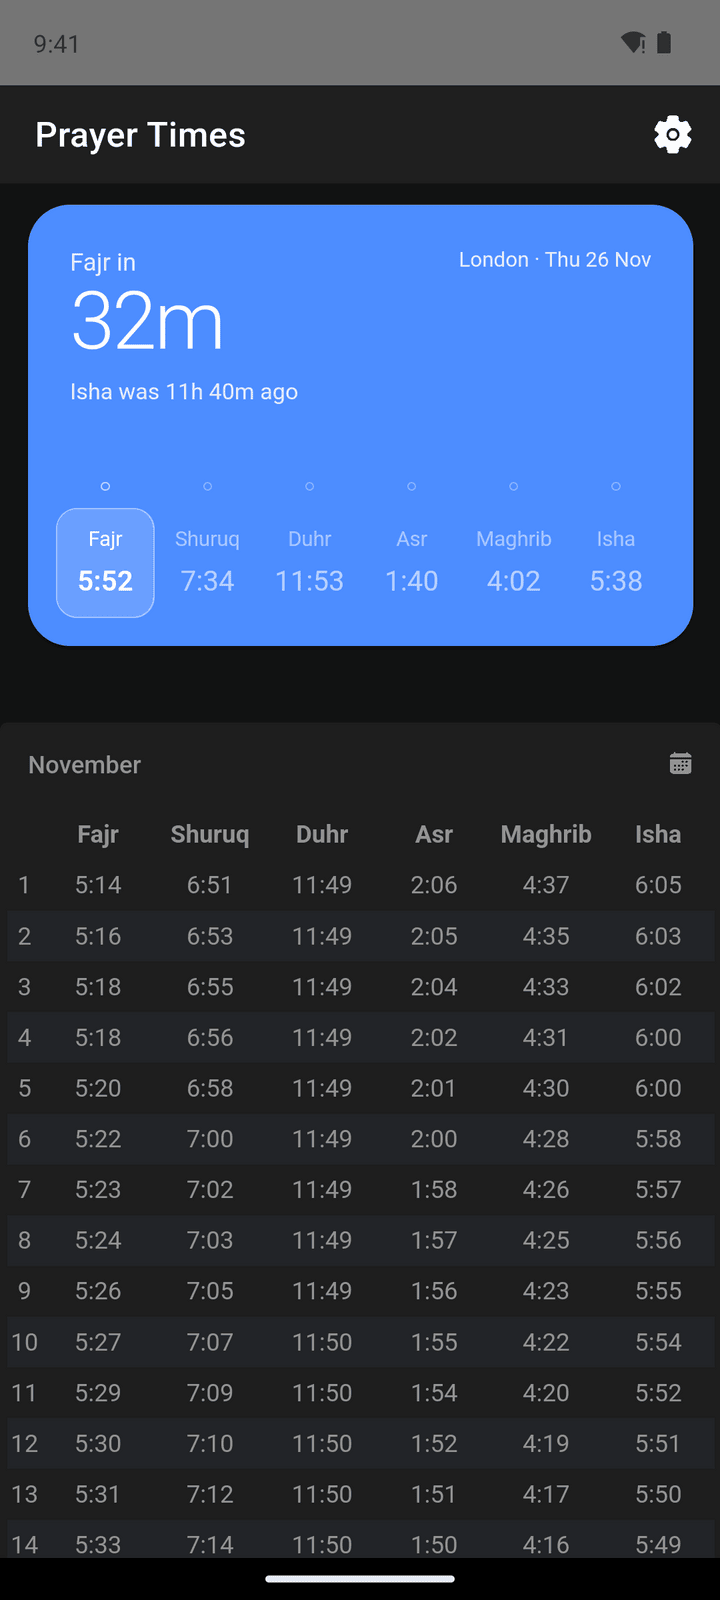 9:41
Prayer Times
Fajr in
London · Thu 26 Nov
32m
Isha was 11h 40m ago
Fajr Shuruq Duhr Asr Maghrib Isha
5:52 7:34 11:53 1:40 4:02 5:38
November
Fajr Shuruq Duhr Asr Maghrib Isha
1 5:14 6:51 11:49 2:06 4:37 6:05
2 5:16 6:53 11:49 2:05 4:35 6:03
3 5:18 6:55 11:49 2:04 4:33 6:02
4 5:18 6:56 11:49 2:02 4:31 6:00
5 5:20 6:58 11:49 2:01 4:30 6:00
6 5:22 7:00 11:49 2:00 4:28 5:58
7 5:23 7:02 11:49 1:58 4:26 5:57
8 5:24 7:03 11:49 1:57 4:25 5:56
9 5:26 7:05 11:49 1:56 4:23 5:55
10 5:27 7:07 11:50 1:55 4:22 5:54
11 5:29 7:09 11:50 1:54 4:20 5:52
12 5:30 7:10 11:50 1:52 4:19 5:51
13 5:31 7:12 11:50 1:51 4:17 5:50
14 5:33 7:14 11:50 1:50 4:16 5:49